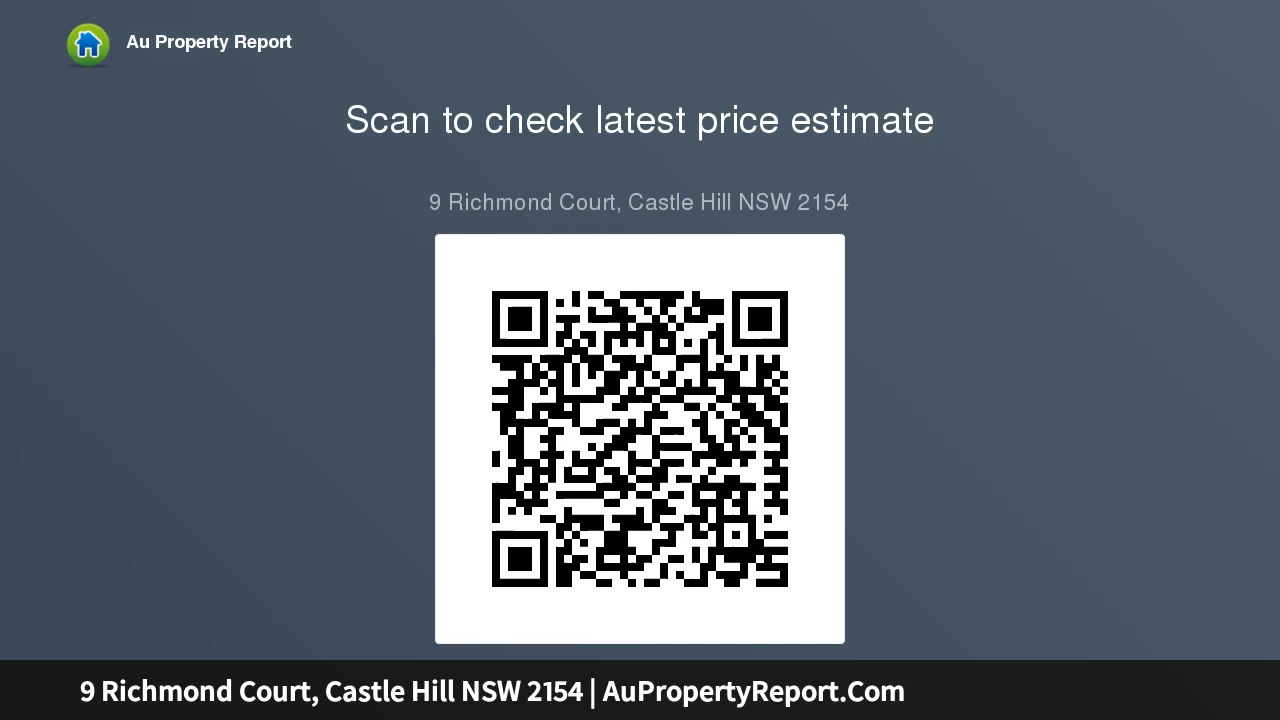 Au Property Report
Scan to check latest price estimate
9 Richmond Court, Castle Hill NSW 2154
9 Richmond Court, Castle Hill NSW 2154 | AuPropertyReport.Com